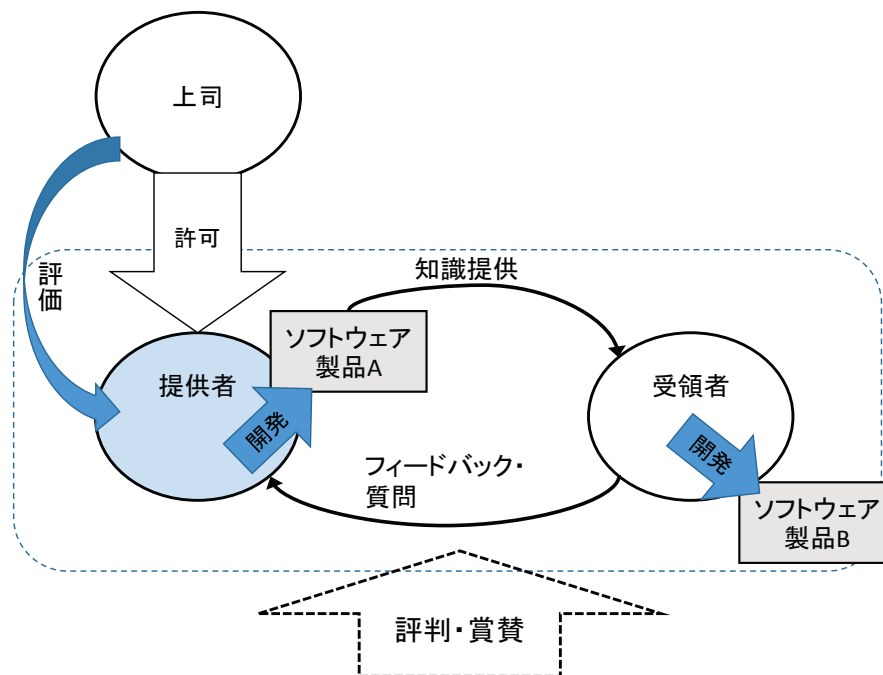 上司
許可
評価
知識提供
ソフトウェア
製品A
提供者
開発
受領者
開発
フィードバック・
質問
ソフトウェア
製品B
評判・賞賛